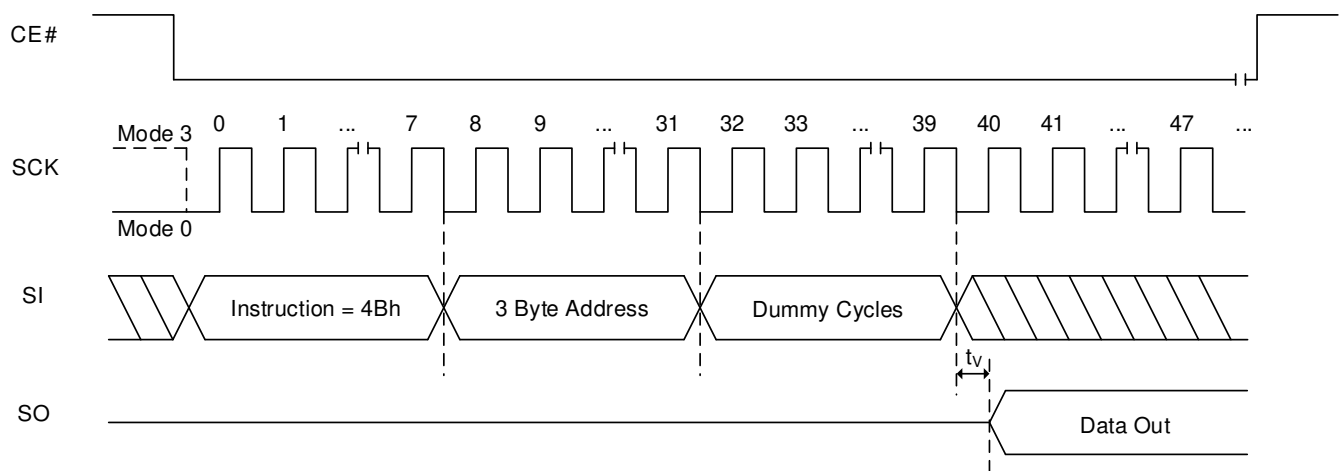 CE#
Mode 3 0 1 ... 7 8 9 ... 31 32 33 ... 39 40 41 ... 47 ...
SCK
Mode 0
SI Instruction = 4Bh 3 Byte Address Dummy Cycles
tV
SO Data Out